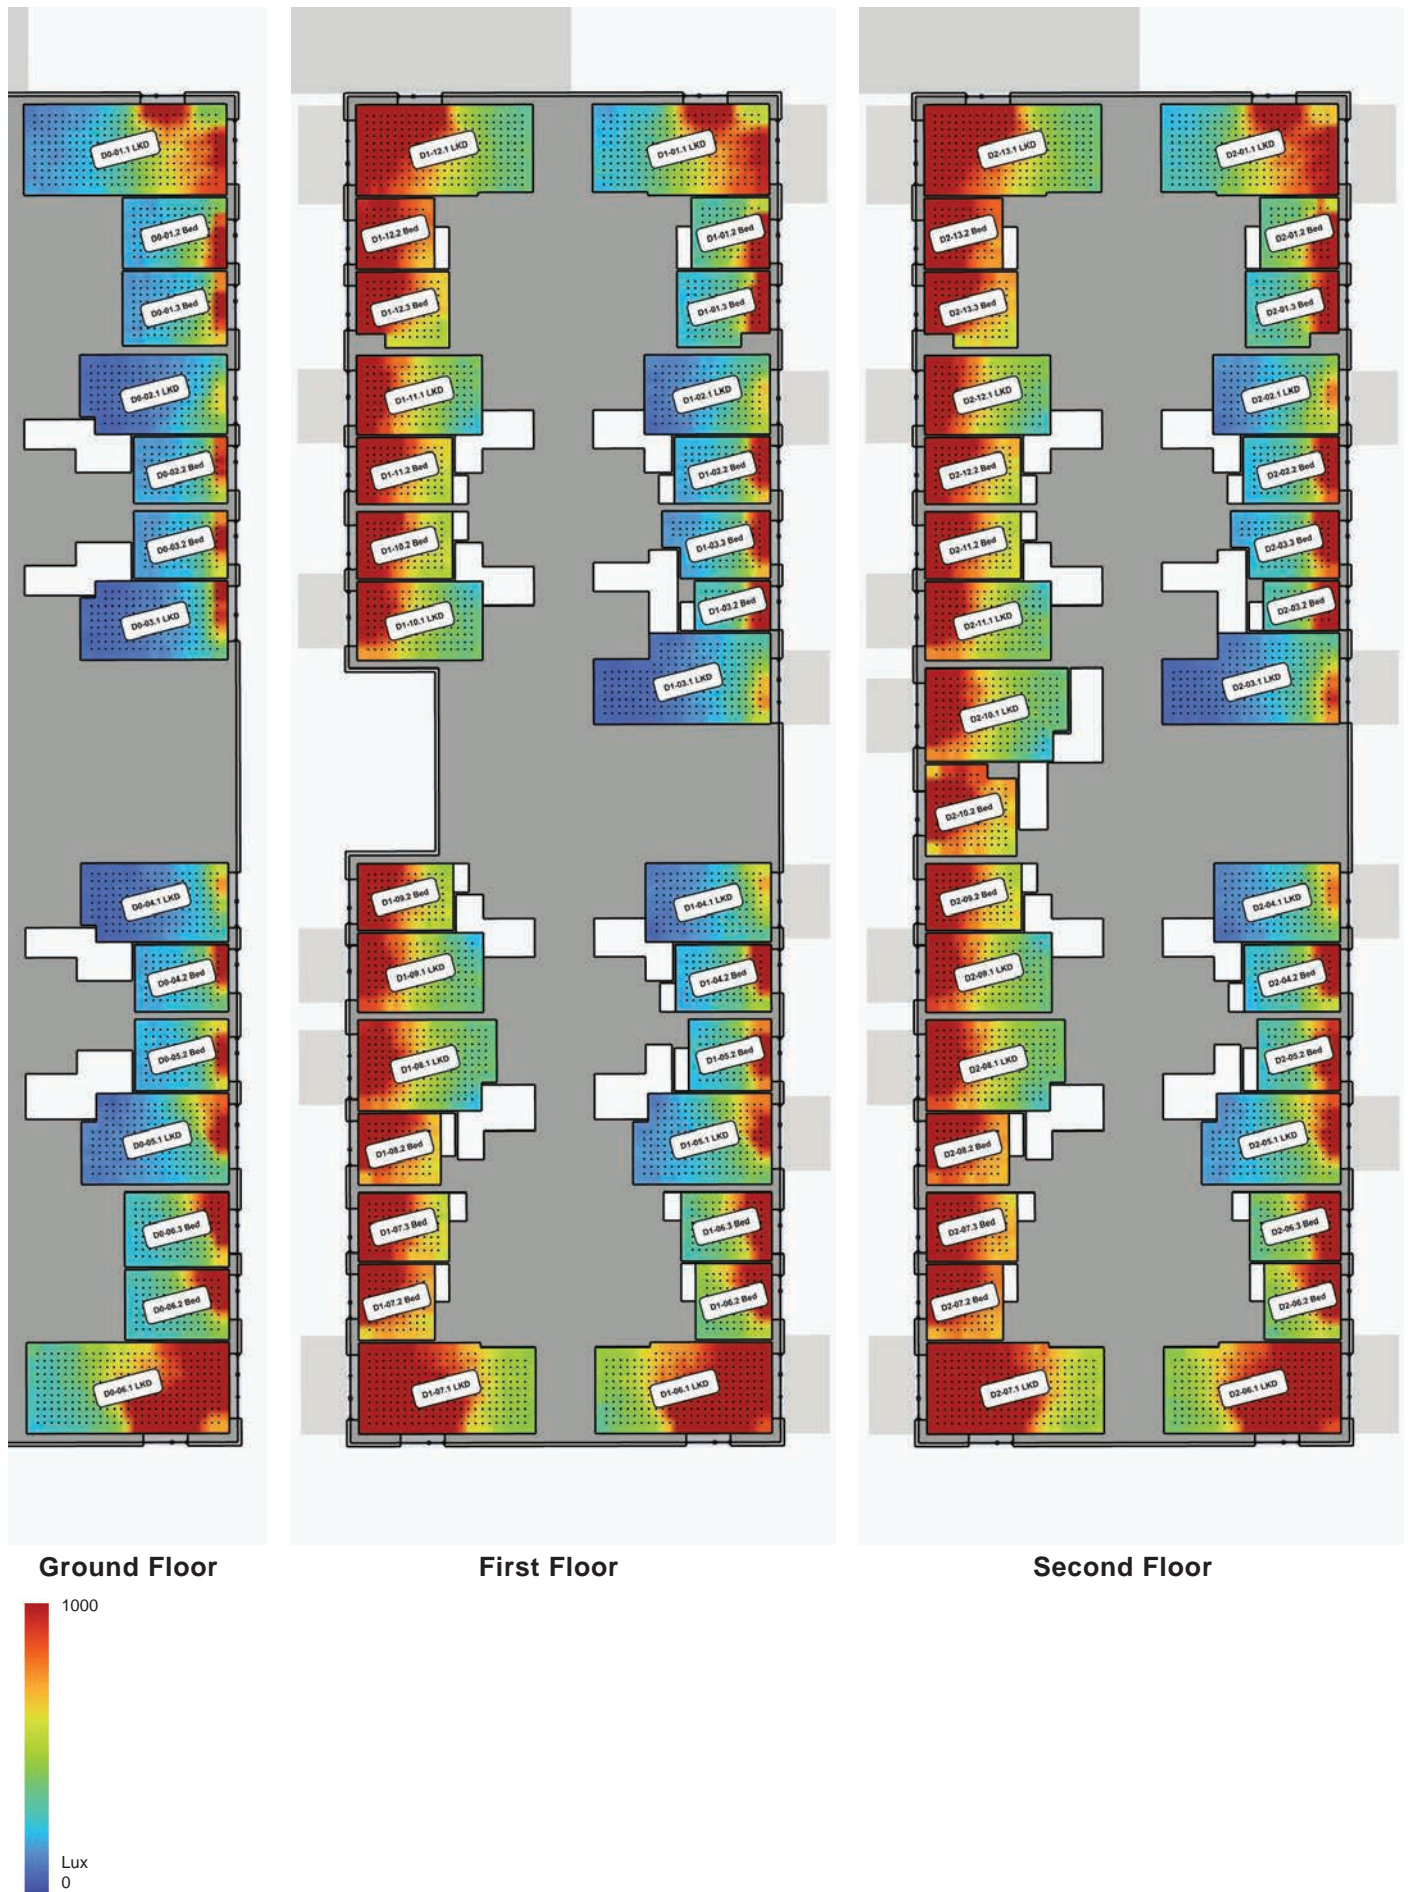 D0-01.1 LKD
D0-01.2 Bed
D0-01.3 Bed
D0-02.1 LKD
D0-02.2 Bed
D0-03.2 Bed
D0-03.1 LKD
D0-04.1 LKD
D0-04.2 Bed
D0-05.2 Bed
D0-05.1 LKD
D0-06.3 Bed
D0-06.2 Bed
D0-06.1 LKD
D1-12.1 LKD
D1-01.1 LKD
D1-12.2 Bed
D1-01.2 Bed
D1-12.3 Bed
D1-01.3 Bed
D1-11.1 LKD
D1-02.1 LKD
D1-11.2 Bed
D1-02.2 Bed
D1-10.2 Bed
D1-03.3 Bed
D1-10.1 LKD
D1-03.2 Bed
D1-03.1 LKD
D1-09.2 Bed
D1-04.1 LKD
D1-09.1 LKD
D1-04.2 Bed
D1-08.1 LKD
D1-05.2 Bed
D1-08.2 Bed
D1-05.1 LKD
D1-07.3 Bed
D1-06.3 Bed
D1-07.2 Bed
D1-06.2 Bed
D1-07.1 LKD
D1-06.1 LKD
D2-13.1 LKD
D2-01.1 LKD
D2-13.2 Bed
D2-01.2 Bed
D2-13.3 Bed
D2-01.3 Bed
D2-12.1 LKD
D2-02.1 LKD
D2-12.2 Bed
D2-02.2 Bed
D2-11.2 Bed
D2-03.3 Bed
D2-11.1 LKD
D2-03.2 Bed
D2-03.1 LKD
D2-10.1 LKD
D2-10.2 Bed
D2-09.2 Bed
D2-04.1 LKD
D2-09.1 LKD
D2-04.2 Bed
D2-08.1 LKD
D2-05.2 Bed
D2-08.2 Bed
D2-05.1 LKD
D2-07.3 Bed
D2-06.3 Bed
D2-07.2 Bed
D2-06.2 Bed
D2-07.1 LKD
D2-06.1 LKD
Ground Floor
First Floor
Second Floor
1000
Lux
0